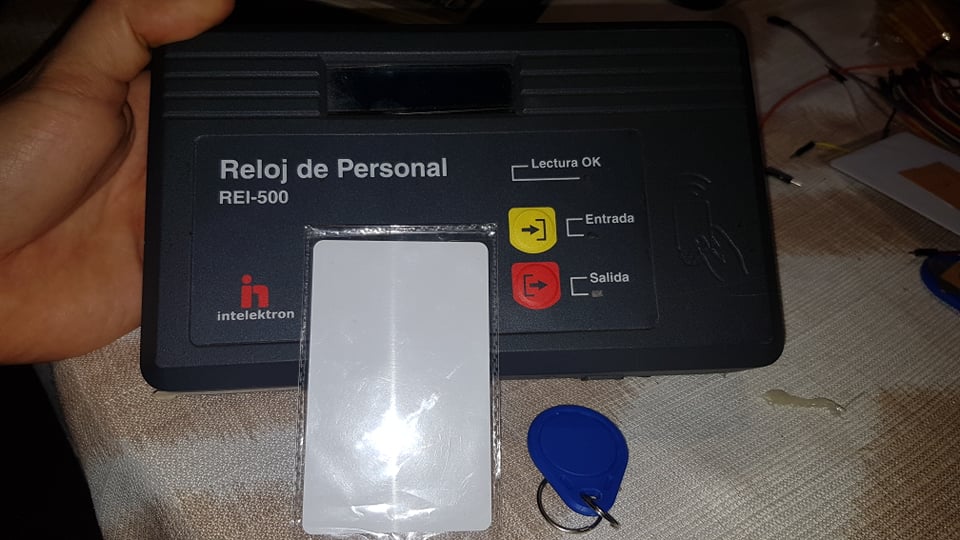 Reloj de Personal
REI-500
Lectura OK
Entrada
Salida
intelektron